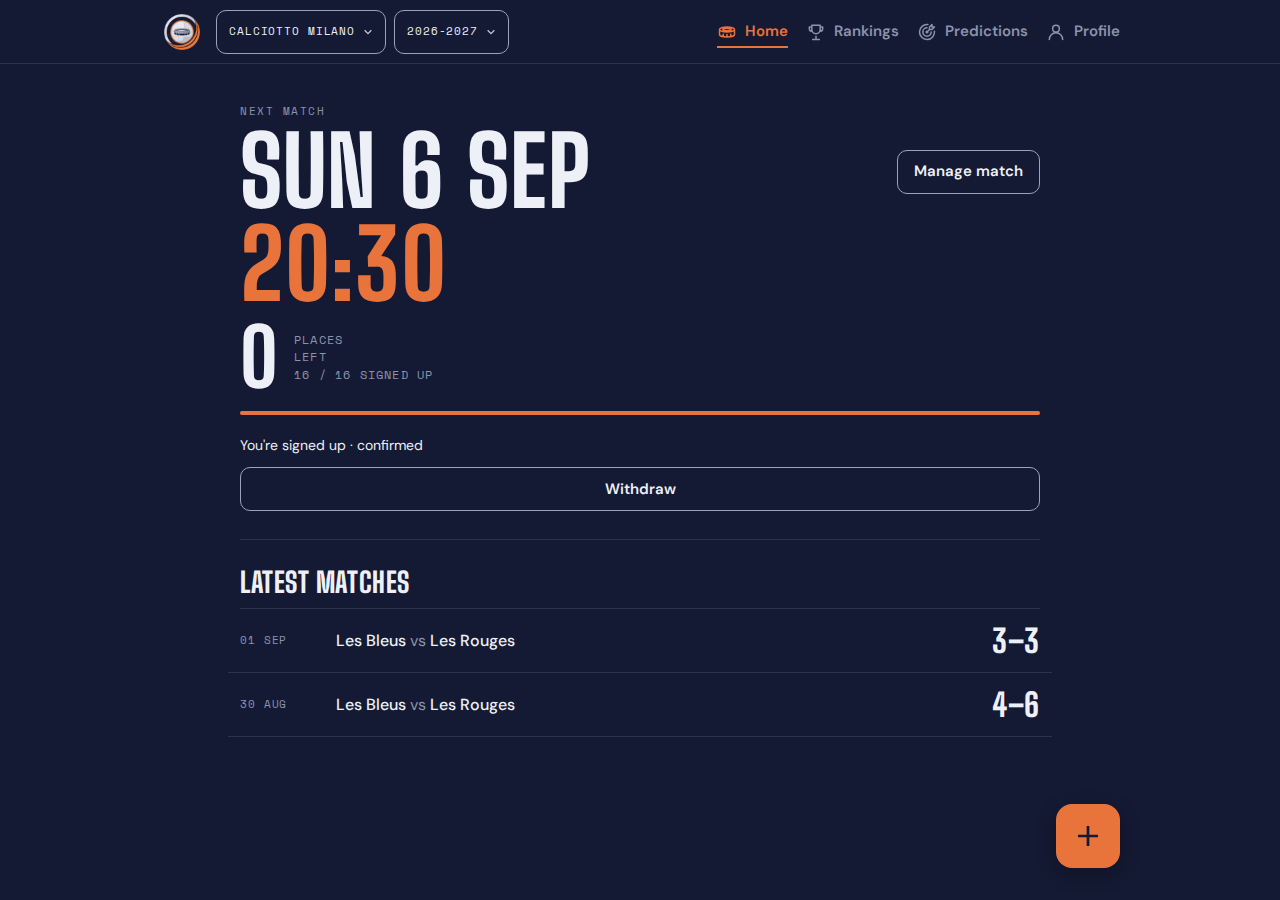 CALCIOTTO MILANO
2026-2027
Home
Rankings
Predictions
Profile
NEXT MATCH
SUN 6 SEP
20:30
Manage match
0
PLACES
LEFT
16 / 16 SIGNED UP
You're signed up · confirmed
Withdraw
LATEST MATCHES
01 SEP
Les Bleus vs Les Rouges
3–3
30 AUG
Les Bleus vs Les Rouges
4–6